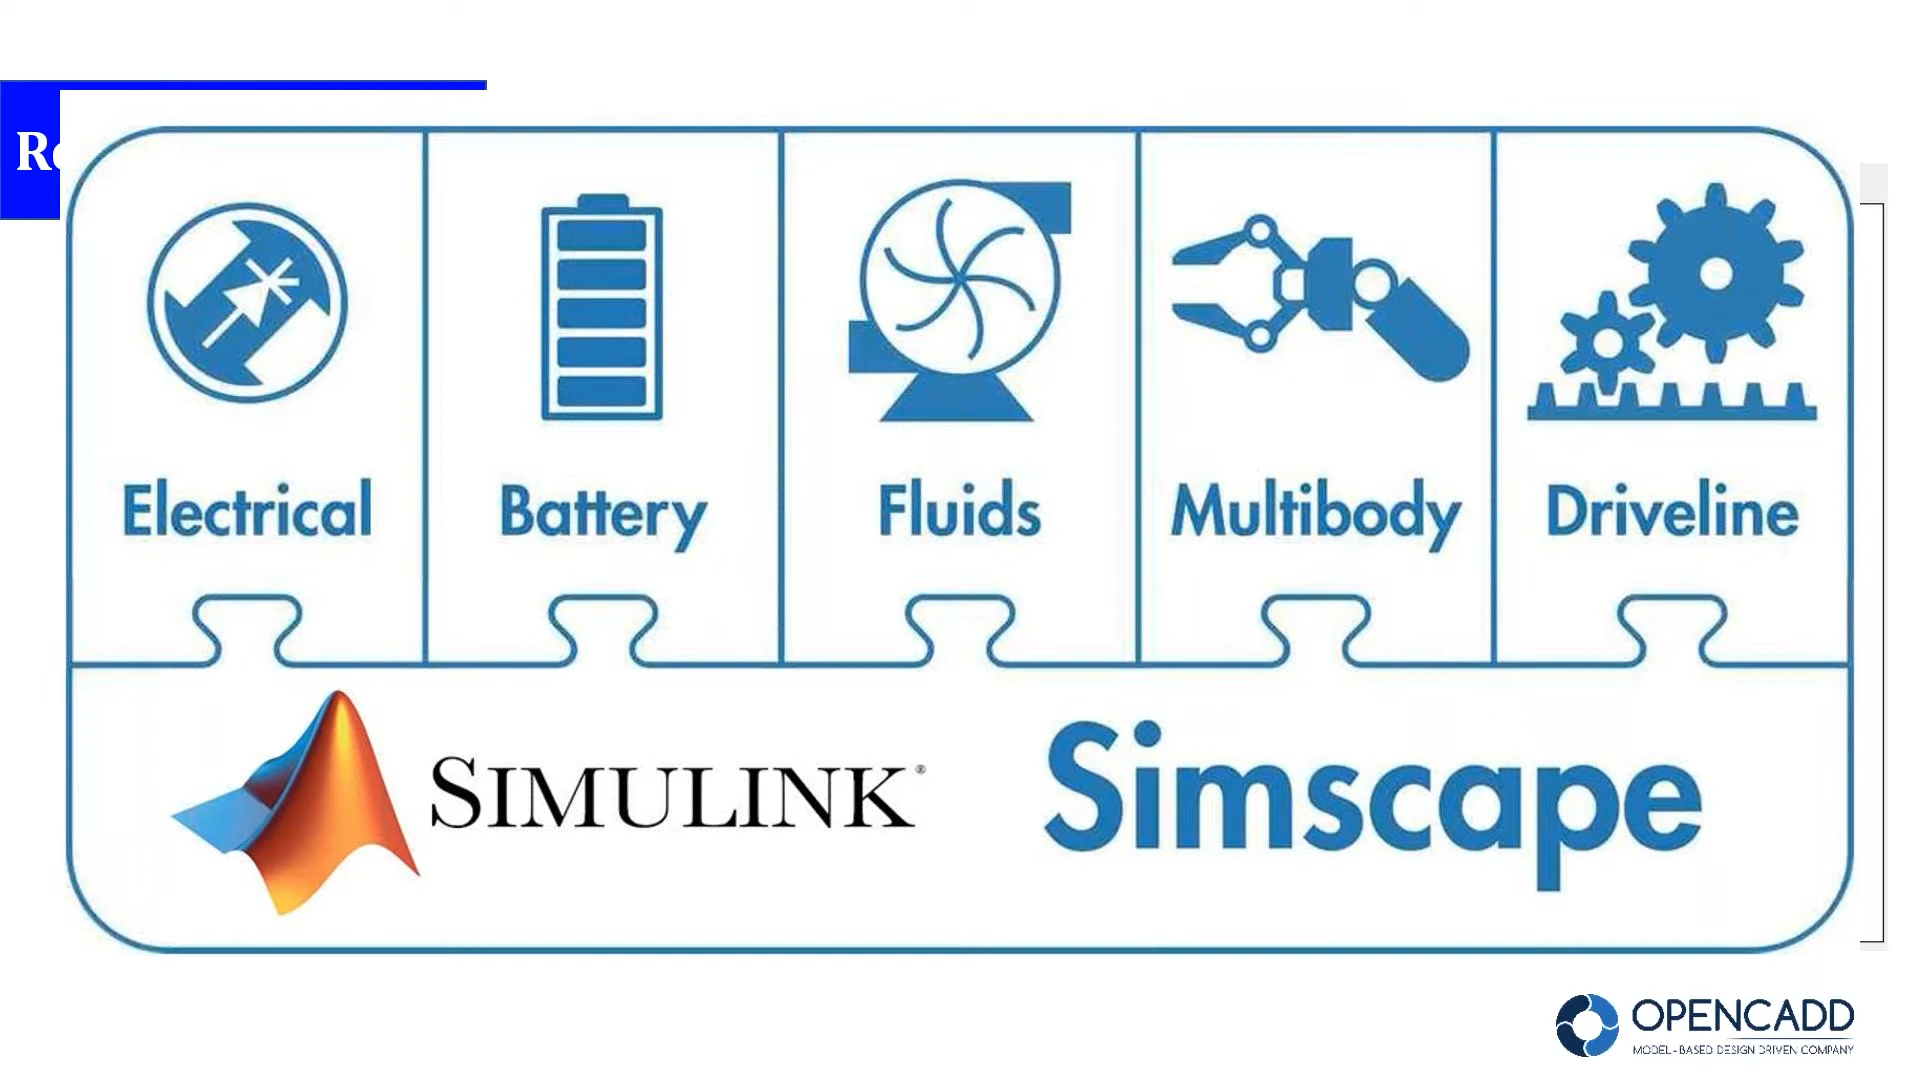 Electrical Battery Fluids Multibody Driveline
SIMULINK® Simscape
OPENCADD
MODEL-BASED DESIGN DRIVEN COMPANY